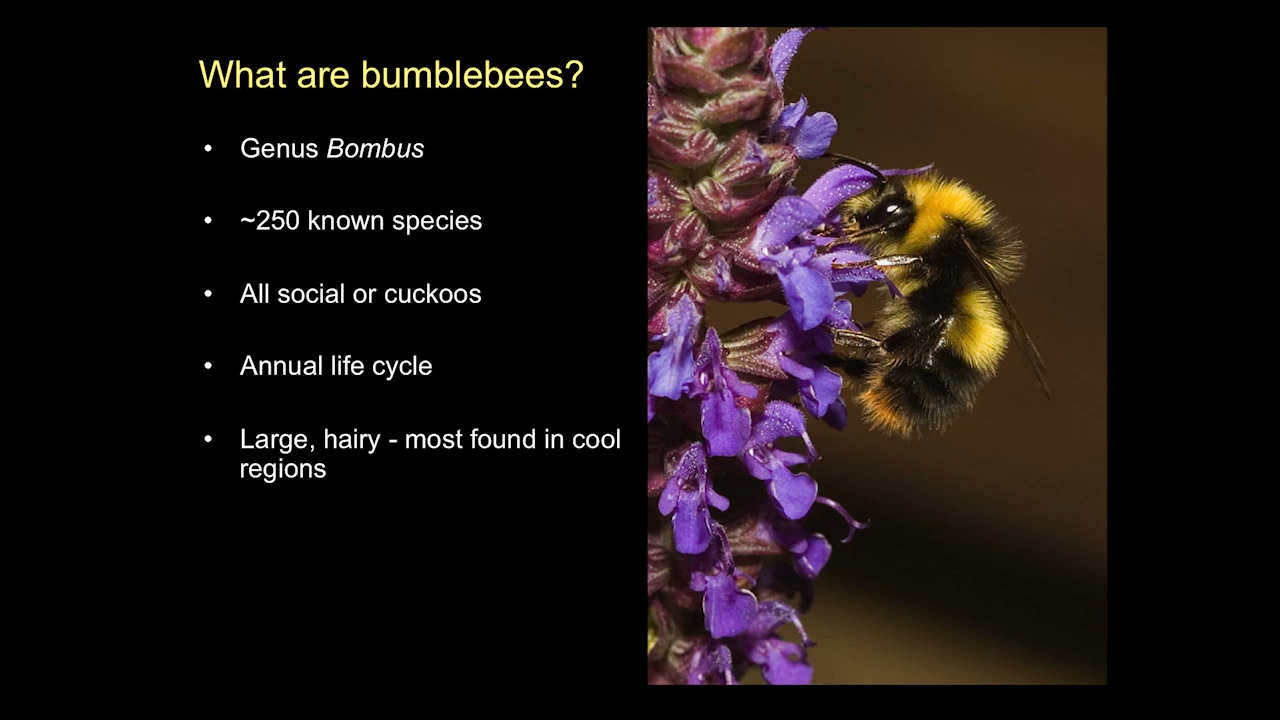 What are bumblebees?
• Genus Bombus
• ~250 known species
• All social or cuckoos
• Annual life cycle
• Large, hairy - most found in cool
regions